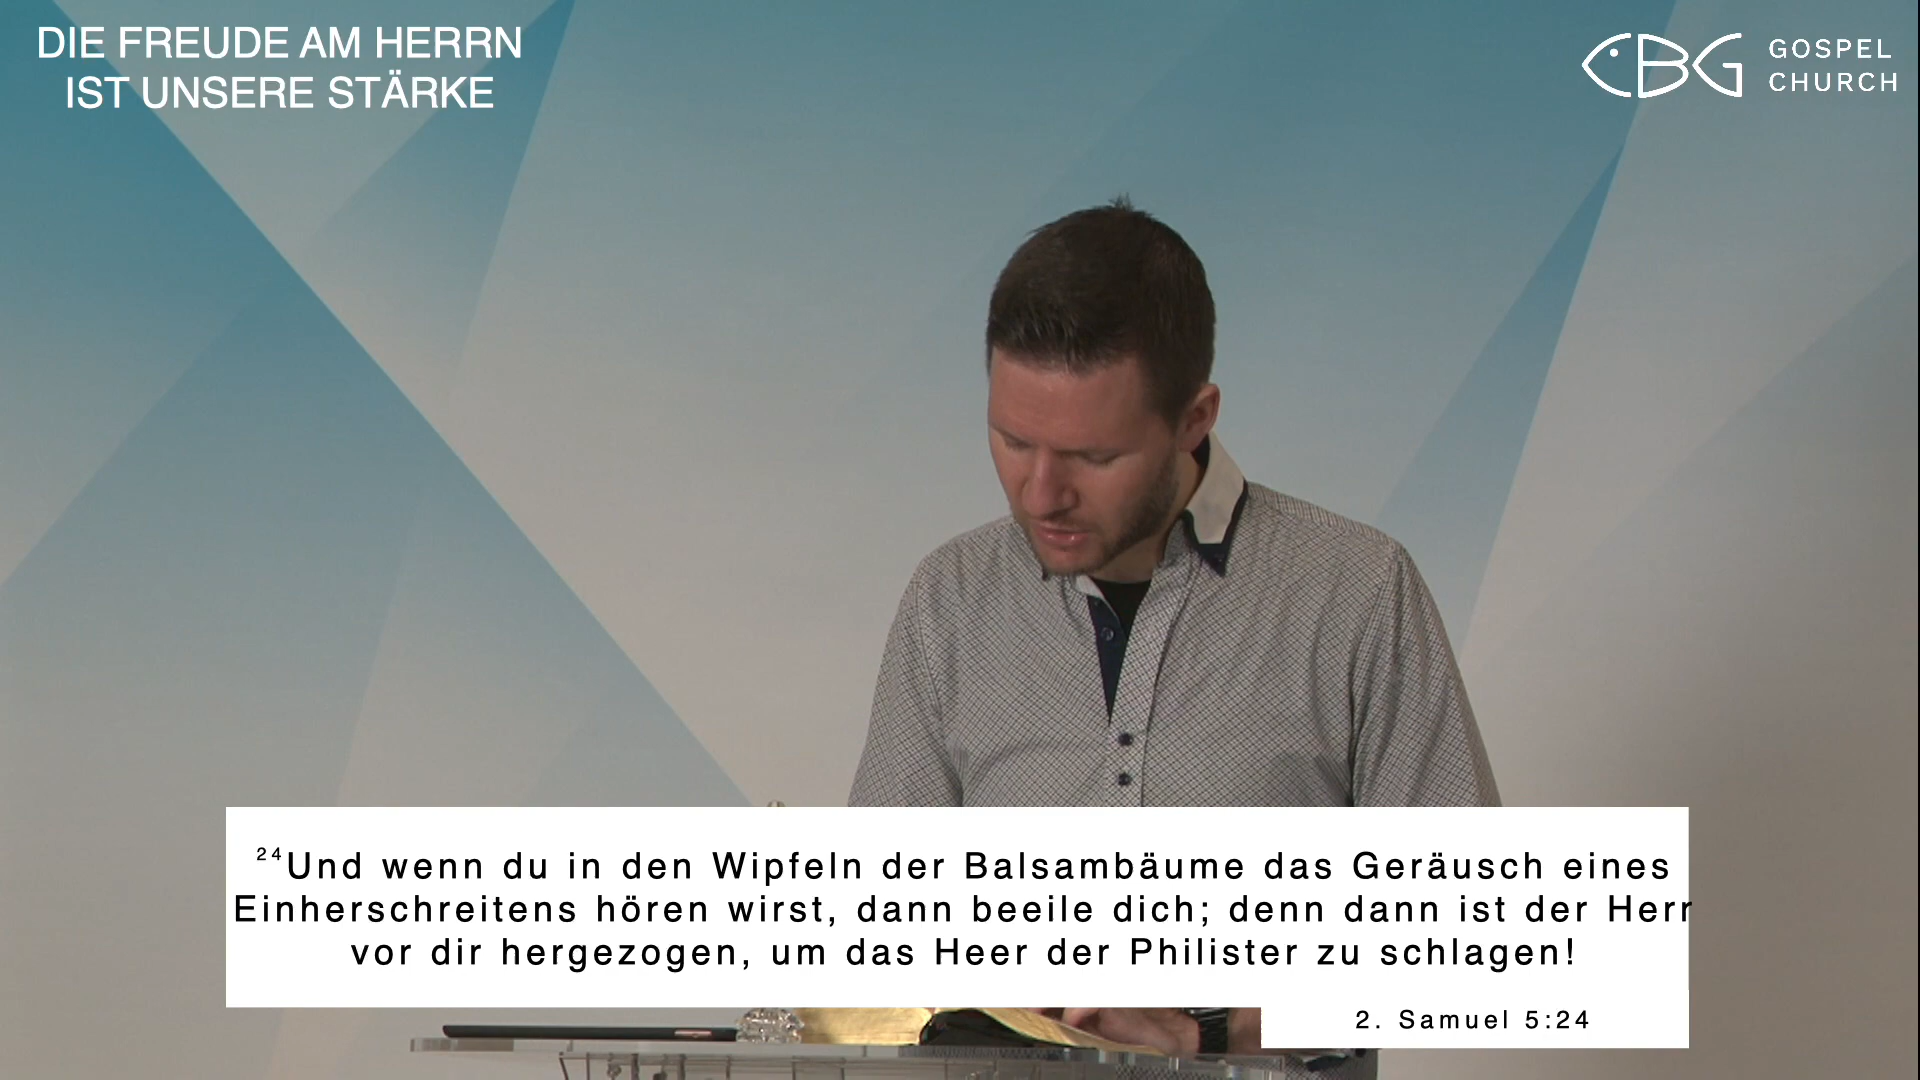 DIE FREUDE AM HERRN
IST UNSERE STÄRKE
CBG
GOSPEL
CHURCH
24Und wenn du in den Wipfeln der Balsambäume das Geräusch eines
Einherschreitens hören wirst, dann beeile dich; denn dann ist der Herr
vor dir hergezogen, um das Heer der Philister zu schlagen!
2. Samuel 5:24